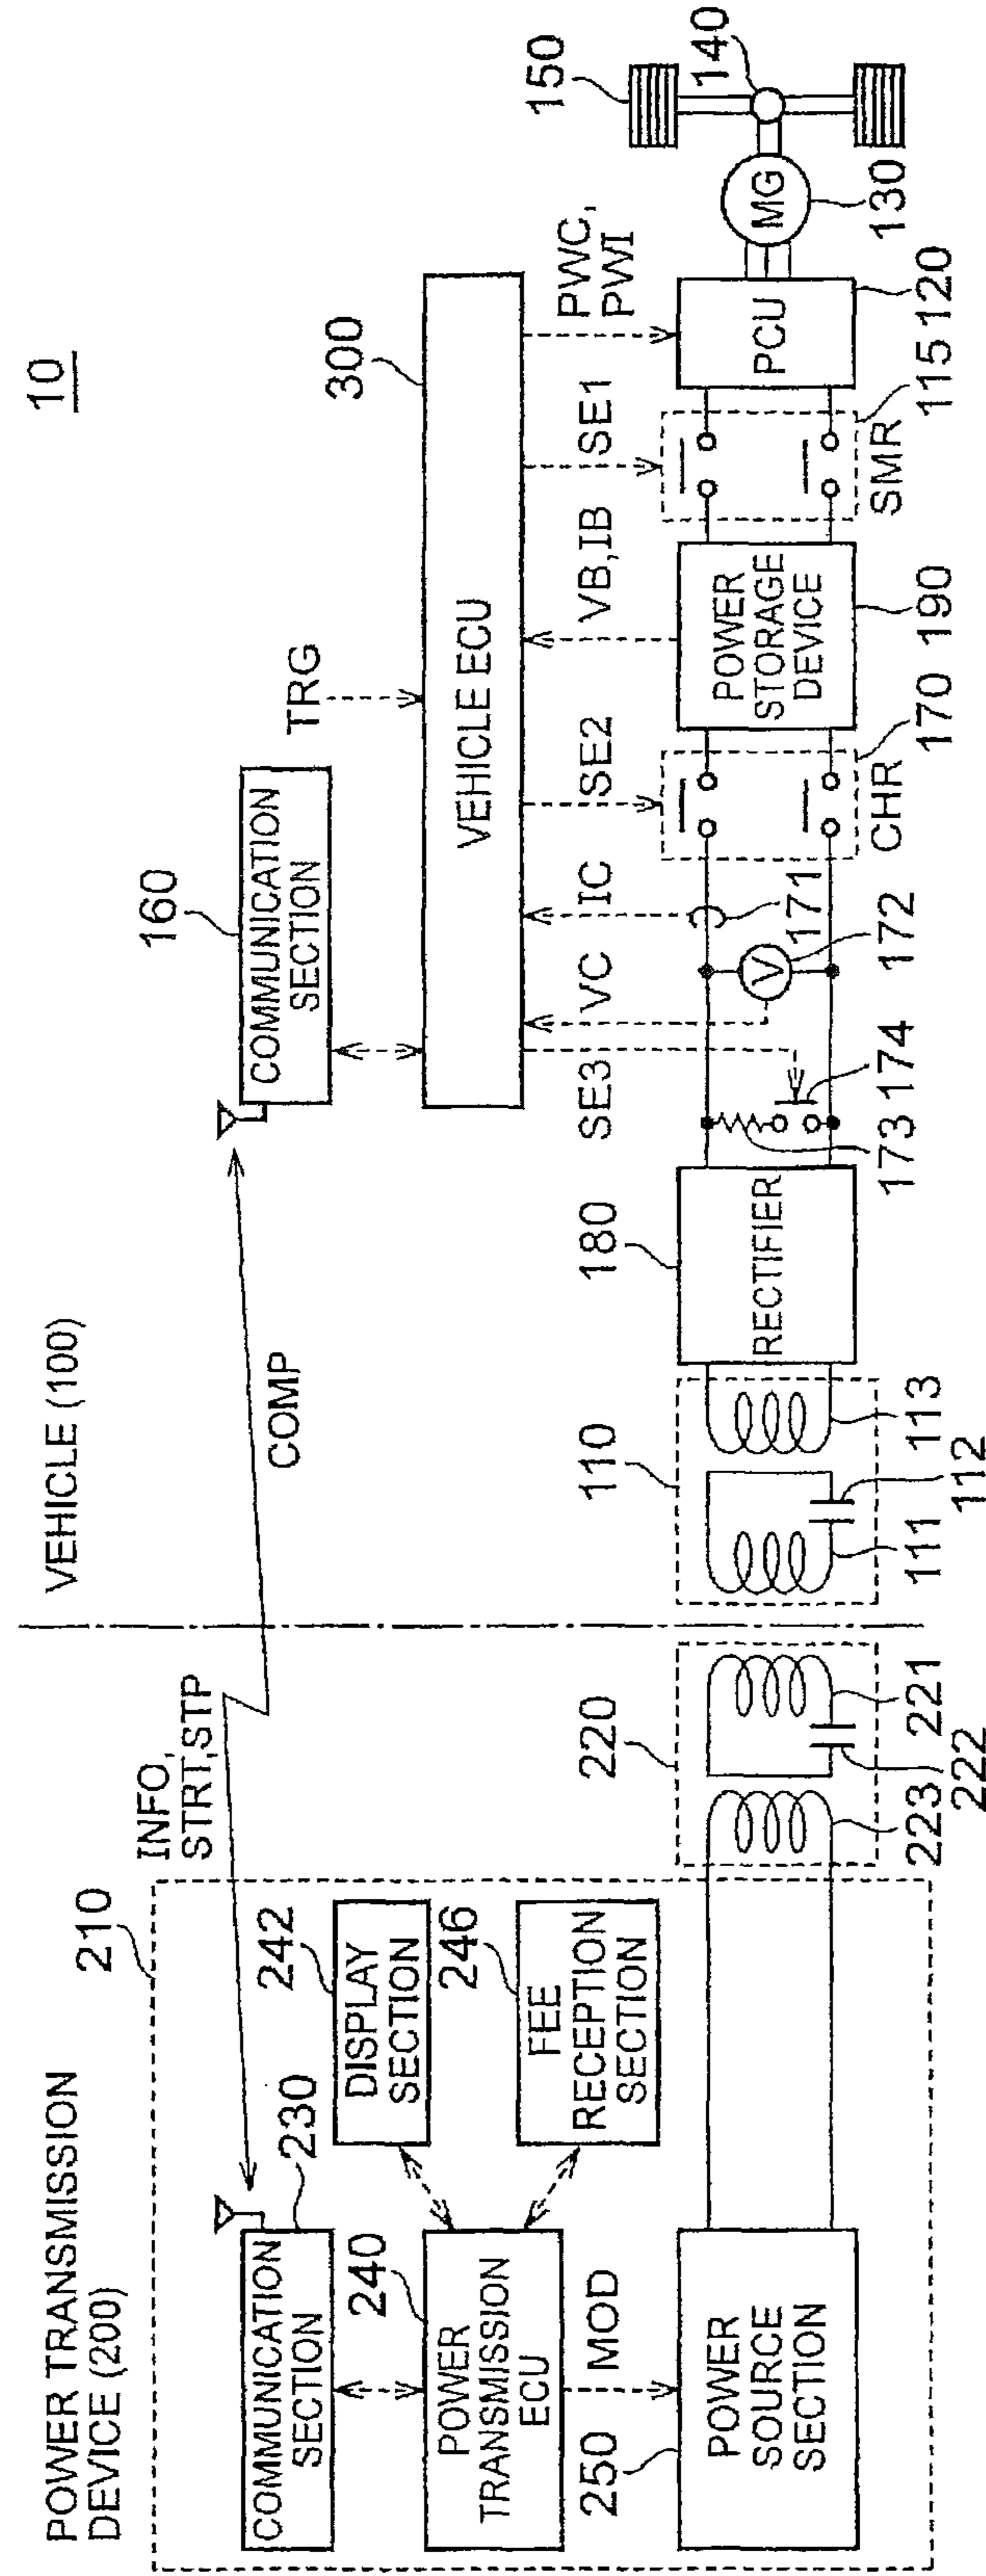 10
POWER TRANSMISSION
DEVICE (200)
VEHICLE (100)
210
INFO,
STRT,STP
COMP
COMMUNICATION
SECTION
230
242
DISPLAY
SECTION
240
POWER
TRANSMISSION
ECU
246
FEE
RECEPTION
SECTION
MOD
250
POWER
SOURCE
SECTION
220
223
222
221
160
COMMUNICATION
SECTION
TRG
300
VEHICLE ECU
SE3
VC
IC
SE2
VB,IB
SE1
PWC,
PWI
110
111
112
113
180
RECTIFIER
173
174
V
172
171
CHR
170
POWER
STORAGE
DEVICE
190
SMR
115
PCU
120
MG
130
140
150